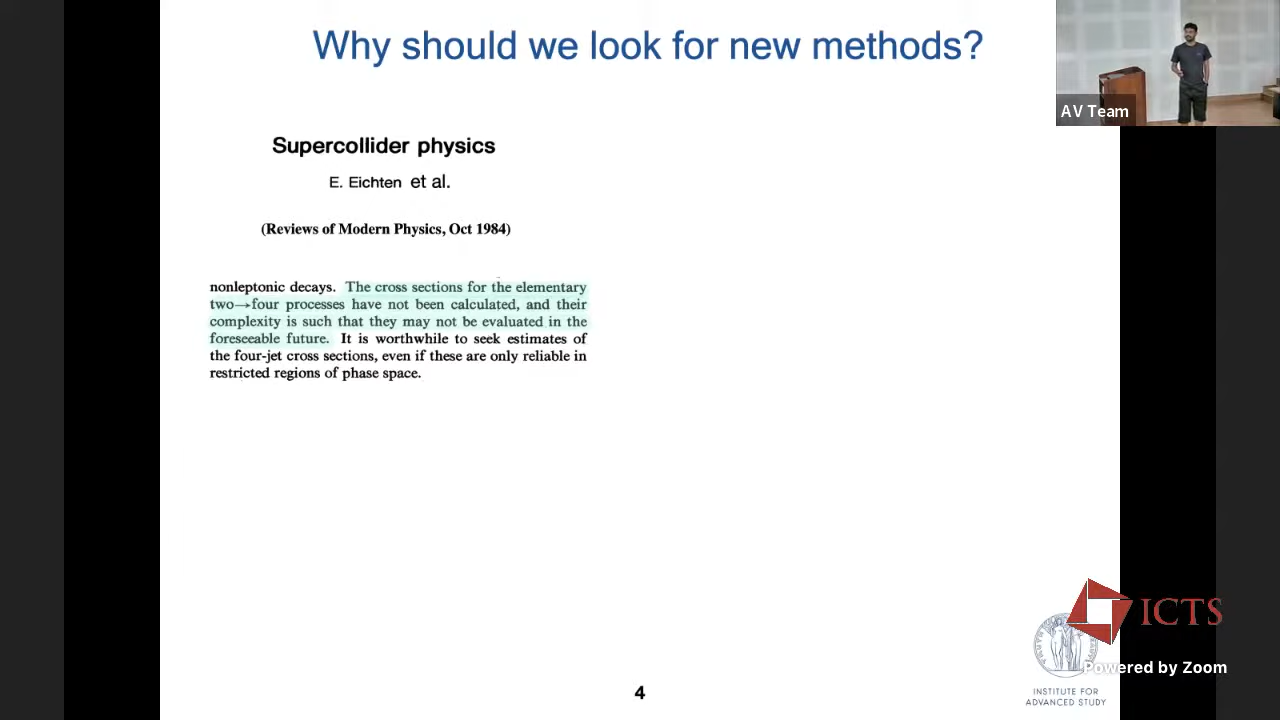 Why should we look for new methods?
AV Team
Supercollider physics
E. Eichten et al.
(Reviews of Modern Physics, Oct 1984)
nonleptonic decays. The cross sections for the elementary
two→four processes have not been calculated, and their
complexity is such that they may not be evaluated in the
foreseeable future. It is worthwhile to seek estimates of
the four-jet cross sections, even if these are only reliable in
restricted regions of phase space.
ICTS
Powered by Zoom
INSTITUTE FOR
ADVANCED STUDY
4